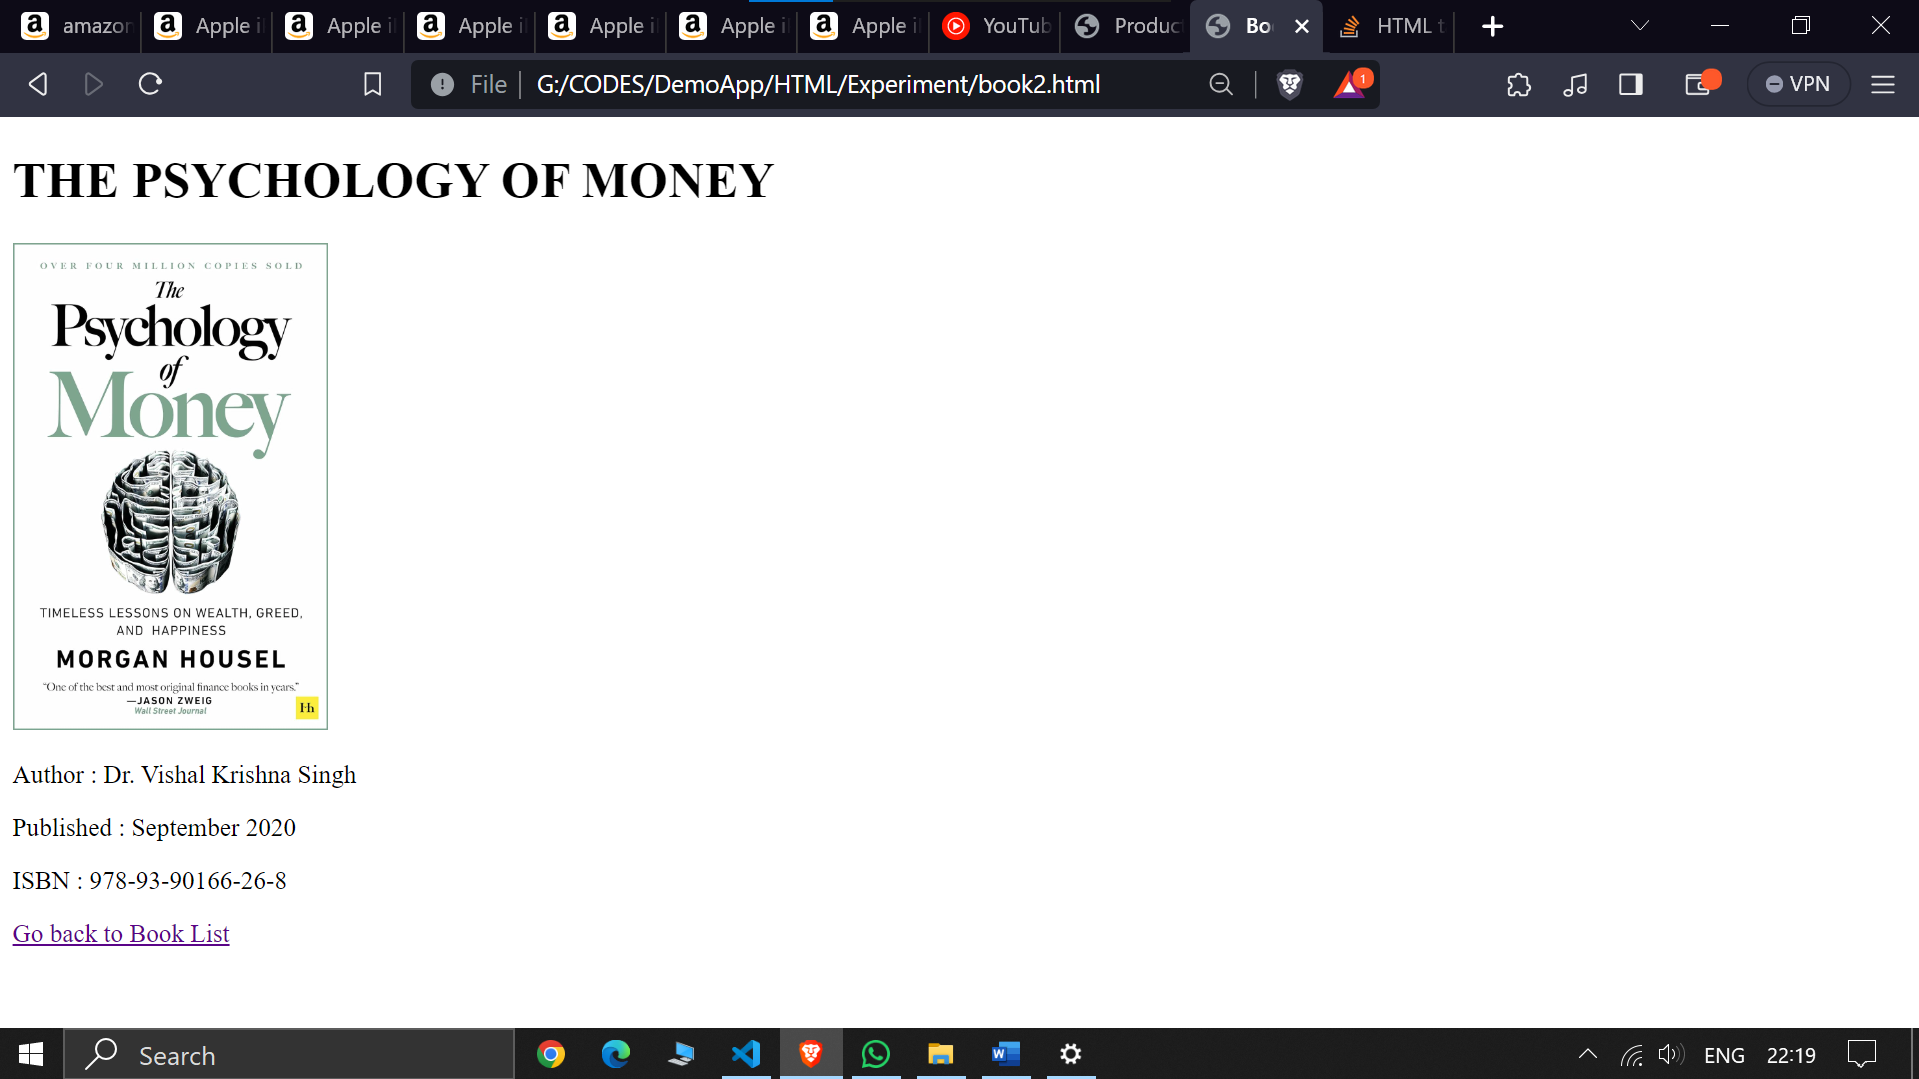 amazon
Apple i
Apple i
Apple i
Apple i
Apple i
Apple i
YouTub
Produc
Bo
HTML t
File
G:/CODES/DemoApp/HTML/Experiment/book2.html
1
VPN
THE PSYCHOLOGY OF MONEY
OVER FOUR MILLION COPIES SOLD
The
Psychology
of
Money
TIMELESS LESSONS ON WEALTH, GREED,
AND HAPPINESS
MORGAN HOUSEL
“One of the best and most original finance books in years.”
—JASON ZWEIG
Wall Street Journal
Hh
Author : Dr. Vishal Krishna Singh
Published : September 2020
ISBN : 978-93-90166-26-8
Go back to Book List
Search
ENG
22:19